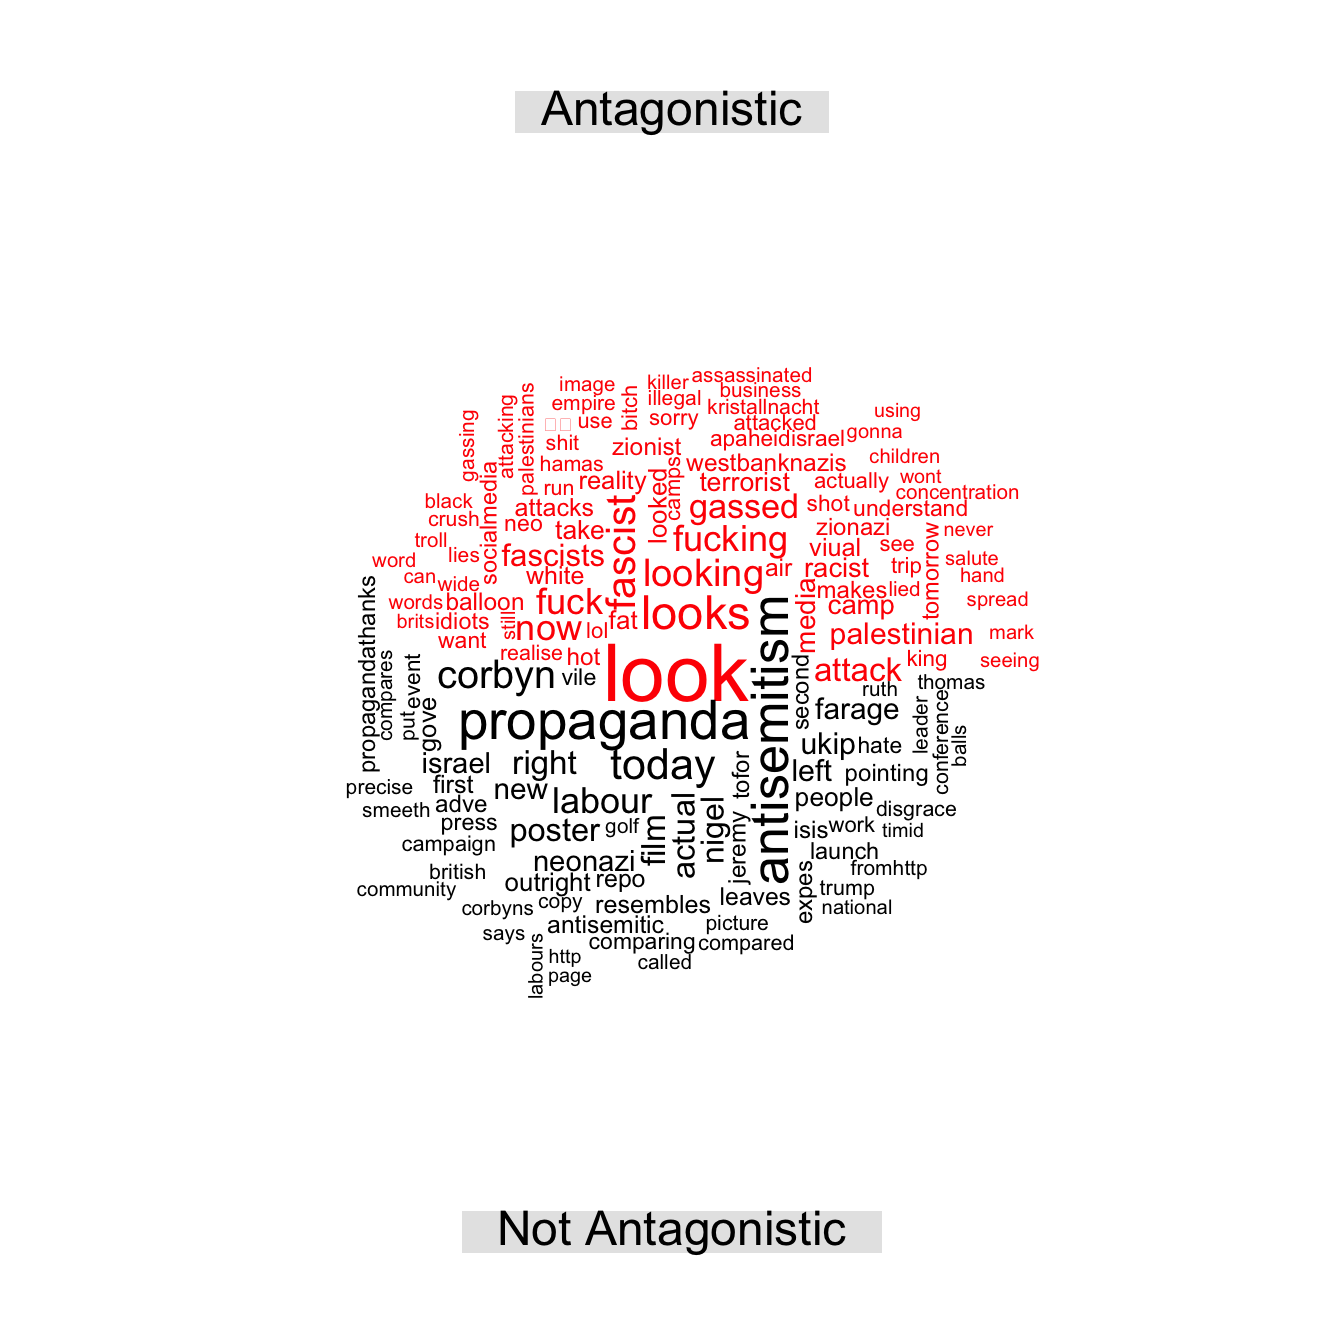 Antagonistic
assassinated
image killer business
empire bitch illegal kristallnacht using
attacking palestinians use sorry attacked
gassing shit zionist apaheidisrael gonna
hamas camps westbanknazis children
socialmedia run reality looked terrorist actually wont
black attacks gassed shot concentration
crush neo take fascist fucking understand
troll zionazi never
word lies fascists viual see tomorrow salute
can wide white looking air racist trip hand
words balloon fuck looks media makes lied spread
brits idiots still now lol fat camp
want palestinian mark
realise hot look attack king seeing
propagandathanks compares event corbyn vile antisemitism second ruth thomas
put gove propaganda farage leader conference balls
israel right today ukip hate
precise first new tofor left pointing
smeeth adve labour actual nigel people disgrace
press poster golf film jeremy isis work timid
campaign neonazi launch
british outright repo fromhttp
community copy resembles leaves expes trump
corbyns antisemitic picture national
says comparing compared
labours http called
page
Not Antagonistic